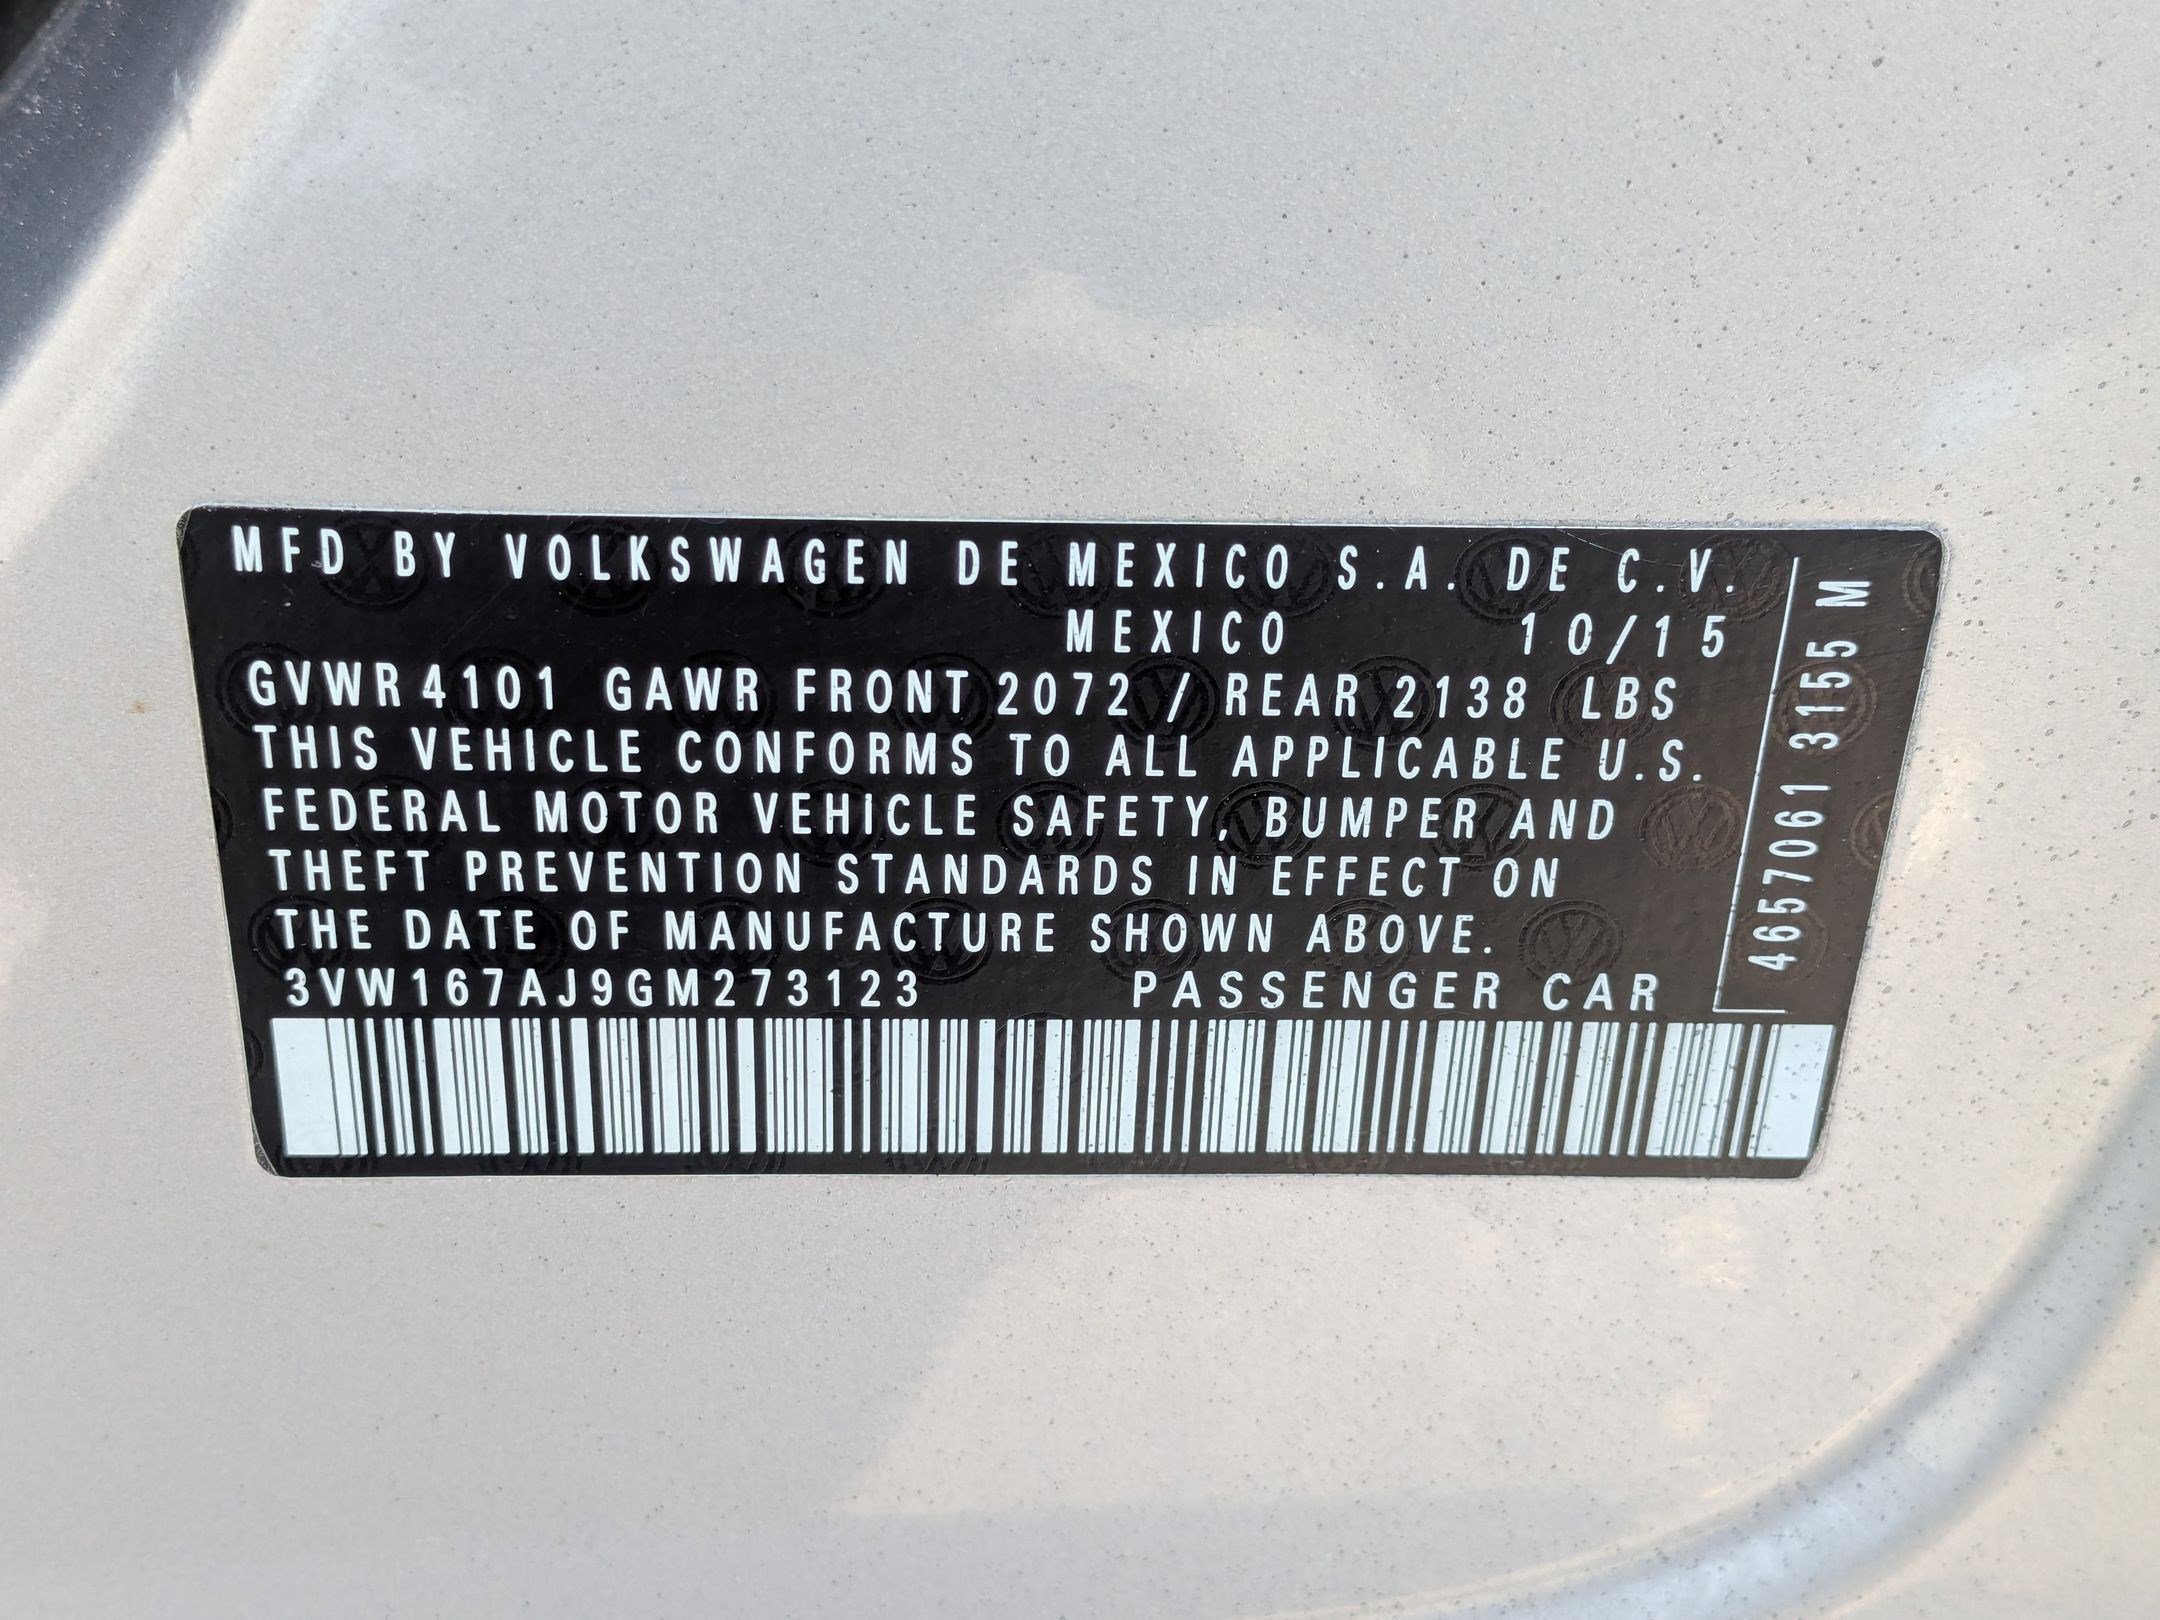 MFD BY VOLKSWAGEN DE MEXICO S.A. DE C.V.
MEXICO 10/15
GVWR 4101 GAWR FRONT 2072 / REAR 2138 LBS
THIS VEHICLE CONFORMS TO ALL APPLICABLE U.S.
FEDERAL MOTOR VEHICLE SAFETY, BUMPER AND
THEFT PREVENTION STANDARDS IN EFFECT ON
THE DATE OF MANUFACTURE SHOWN ABOVE.
3VW167AJ9GM273123 PASSENGER CAR
4657061 3155 M